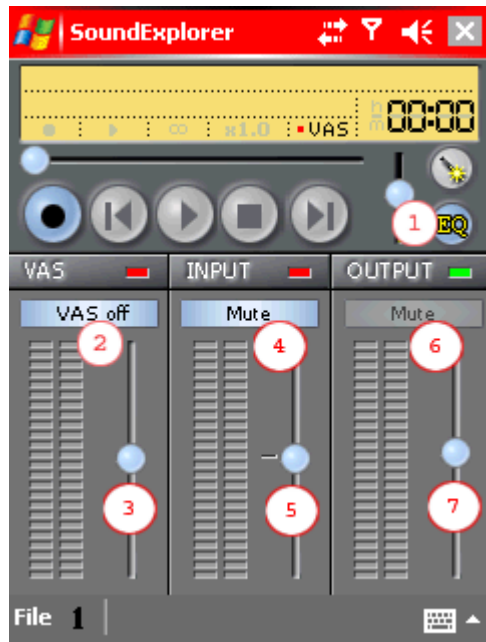 SoundExplorer
x1.0 VAS 00:00
1 EQ
VAS INPUT OUTPUT
VAS off Mute Mute
2 4 6
3 5 7
File 1